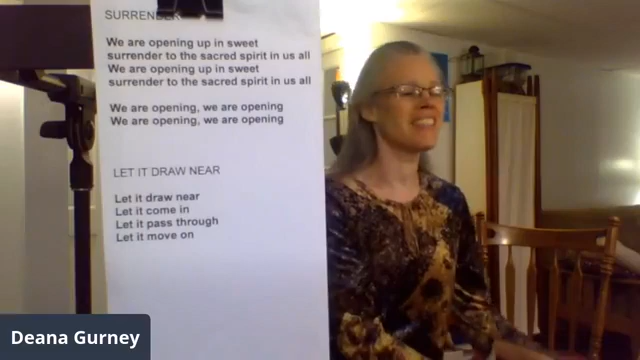 SURRENDER
We are opening up in sweet
surrender to the sacred spirit in us all
We are opening up in sweet
surrender to the sacred spirit in us all
We are opening, we are opening
We are opening, we are opening
LET IT DRAW NEAR
Let it draw near
Let it come in
Let it pass through
Let it move on
Deana Gurney